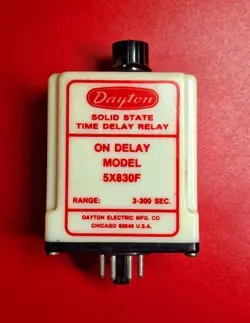 Dayton
SOLID STATE
TIME DELAY RELAY
ON DELAY
MODEL
5X830F
RANGE: 3-300 SEC.
DAYTON ELECTRIC MFG. CO
CHICAGO 60648 U.S.A.